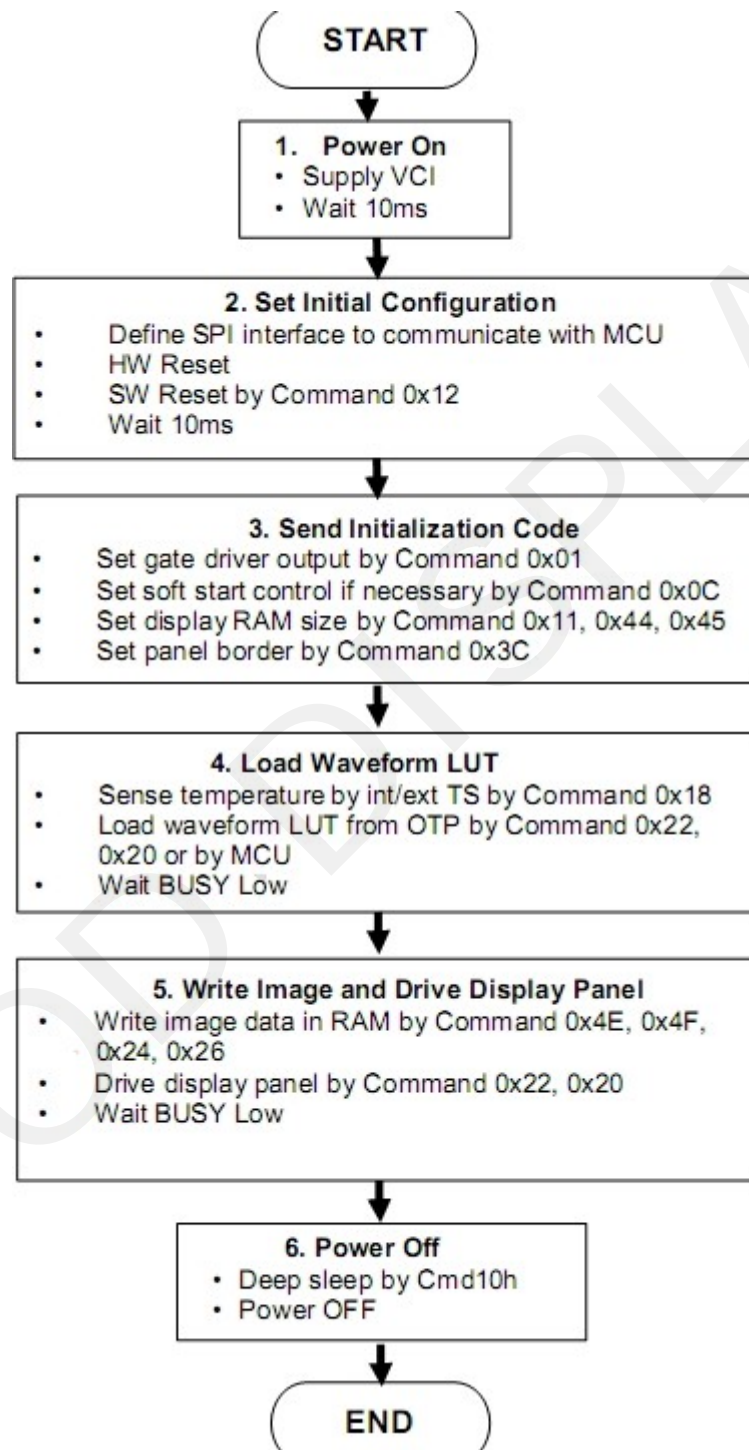 START
1. Power On
• Supply VCI
• Wait 10ms
2. Set Initial Configuration
• Define SPI interface to communicate with MCU
• HW Reset
• SW Reset by Command 0x12
• Wait 10ms
3. Send Initialization Code
• Set gate driver output by Command 0x01
• Set soft start control if necessary by Command 0x0C
• Set display RAM size by Command 0x11, 0x44, 0x45
• Set panel border by Command 0x3C
4. Load Waveform LUT
• Sense temperature by int/ext TS by Command 0x18
• Load waveform LUT from OTP by Command 0x22,
0x20 or by MCU
• Wait BUSY Low
5. Write Image and Drive Display Panel
• Write image data in RAM by Command 0x4E, 0x4F,
0x24, 0x26
• Drive display panel by Command 0x22, 0x20
• Wait BUSY Low
6. Power Off
• Deep sleep by Cmd10h
• Power OFF
END